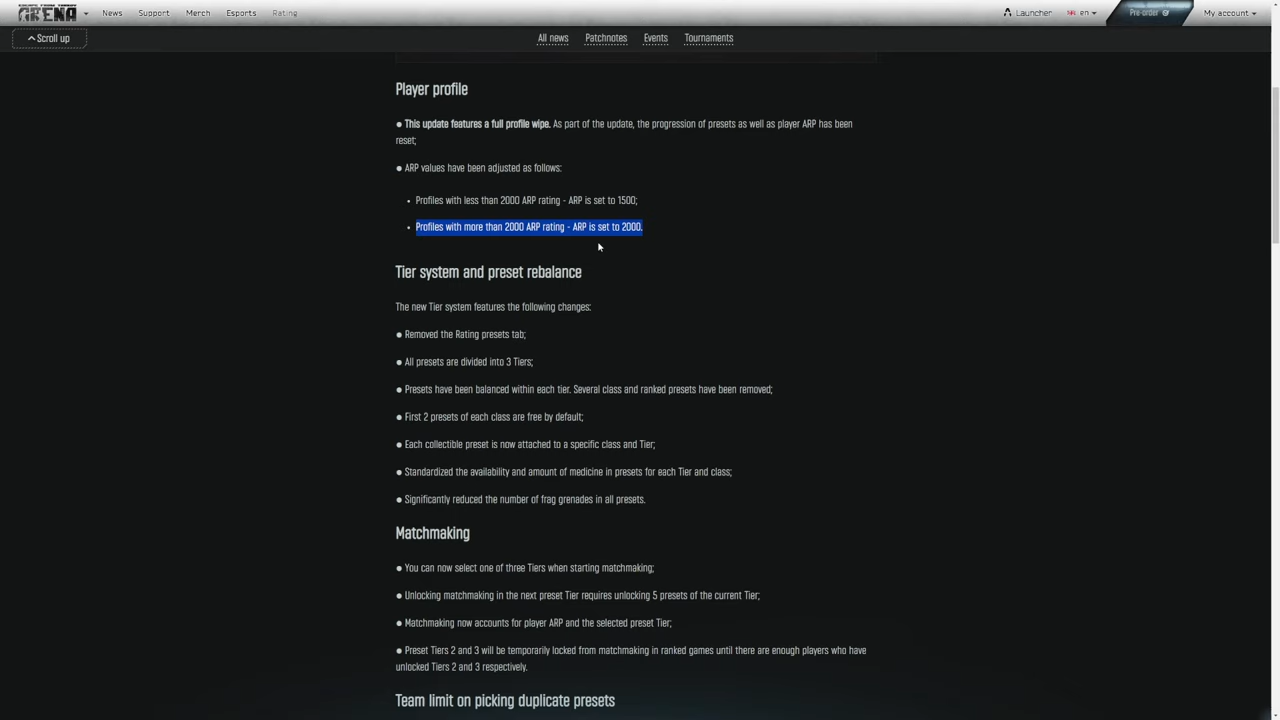 ESCAPE FROM TARKOV
ARENA News Support Merch Esports Rating Launcher en Pre-order My account
Scroll up All news Patchnotes Events Tournaments
Player profile
● This update features a full profile wipe. As part of the update, the progression of presets as well as player ARP has been
reset;
● ARP values have been adjusted as follows:
• Profiles with less than 2000 ARP rating - ARP is set to 1500;
• Profiles with more than 2000 ARP rating - ARP is set to 2000.
Tier system and preset rebalance
The new Tier system features the following changes:
● Removed the Rating presets tab;
● All presets are divided into 3 Tiers;
● Presets have been balanced within each tier. Several class and ranked presets have been removed;
● First 2 presets of each class are free by default;
● Each collectible preset is now attached to a specific class and Tier;
● Standardized the availability and amount of medicine in presets for each Tier and class;
● Significantly reduced the number of frag grenades in all presets.
Matchmaking
● You can now select one of three Tiers when starting matchmaking;
● Unlocking matchmaking in the next preset Tier requires unlocking 5 presets of the current Tier;
● Matchmaking now accounts for player ARP and the selected preset Tier;
● Preset Tiers 2 and 3 will be temporarily locked from matchmaking in ranked games until there are enough players who have
unlocked Tiers 2 and 3 respectively.
Team limit on picking duplicate presets